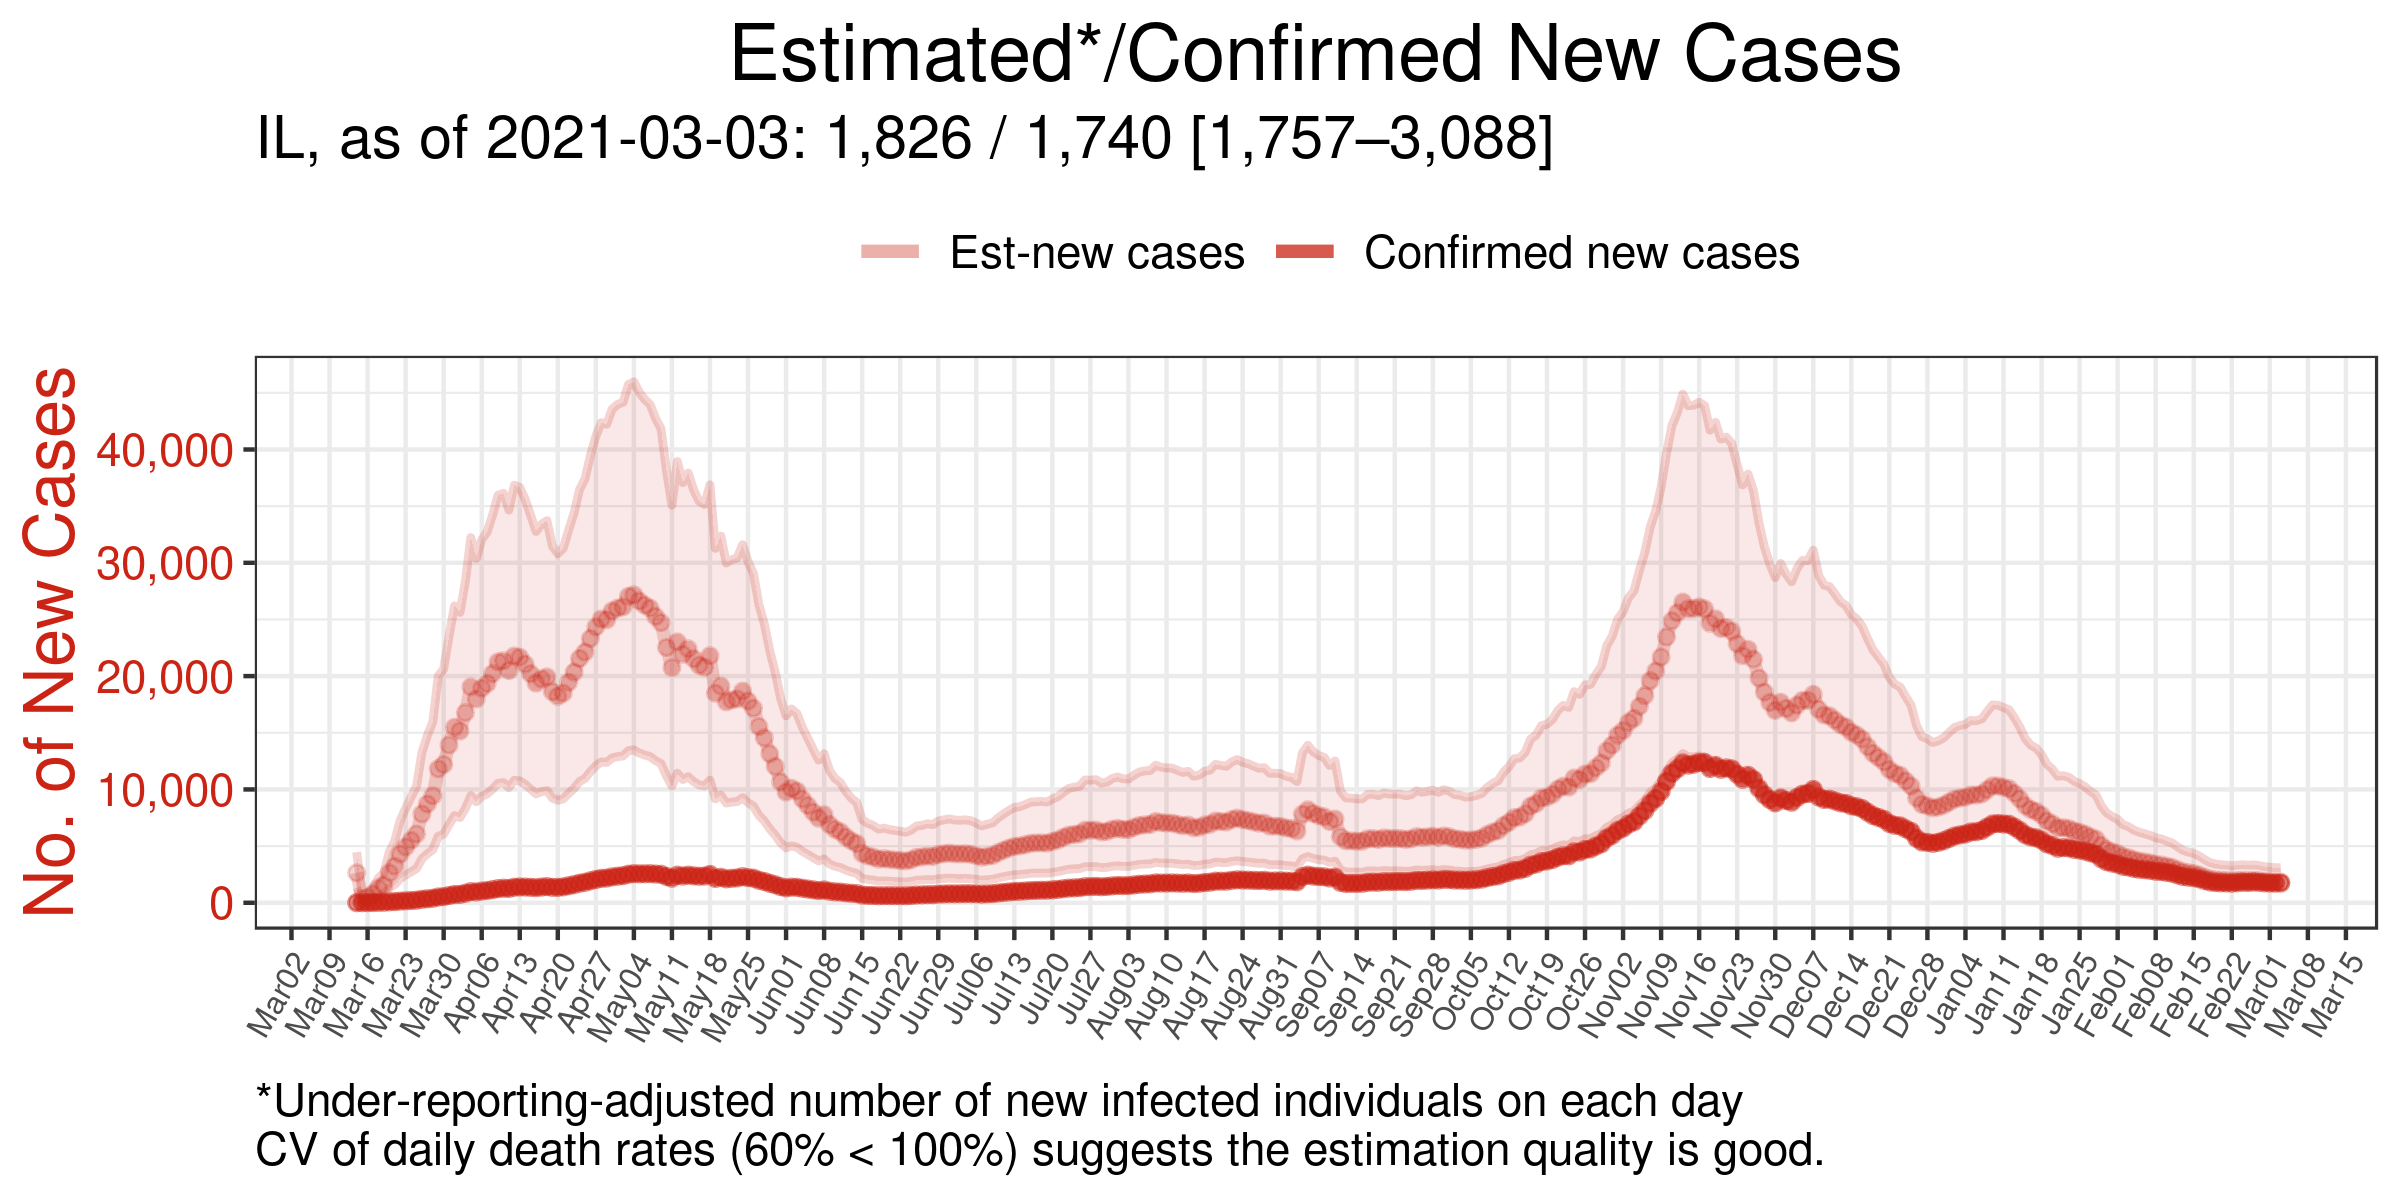 Estimated*/Confirmed New Cases
IL, as of 2021-03-03: 1,826 / 1,740 [1,757–3,088]
Est-new cases
Confirmed new cases
No. of New Cases
40,000
30,000
20,000
10,000
0
Mar02
Mar09
Mar16
Mar23
Mar30
Apr06
Apr13
Apr20
Apr27
May04
May11
May18
May25
Jun01
Jun08
Jun15
Jun22
Jun29
Jul06
Jul13
Jul20
Jul27
Aug03
Aug10
Aug17
Aug24
Aug31
Sep07
Sep14
Sep21
Sep28
Oct05
Oct12
Oct19
Oct26
Nov02
Nov09
Nov16
Nov23
Nov30
Dec07
Dec14
Dec21
Dec28
Jan04
Jan11
Jan18
Jan25
Feb01
Feb08
Feb15
Feb22
Mar01
Mar08
Mar15
*Under-reporting-adjusted number of new infected individuals on each day
CV of daily death rates (60% < 100%) suggests the estimation quality is good.